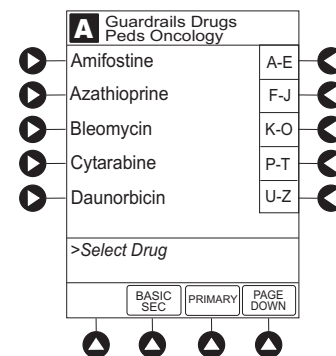 A Guardrails Drugs
Peds Oncology
Amifostine A-E
Azathioprine F-J
Bleomycin K-O
Cytarabine P-T
Daunorbicin U-Z
>Select Drug
BASIC SEC PRIMARY PAGE DOWN